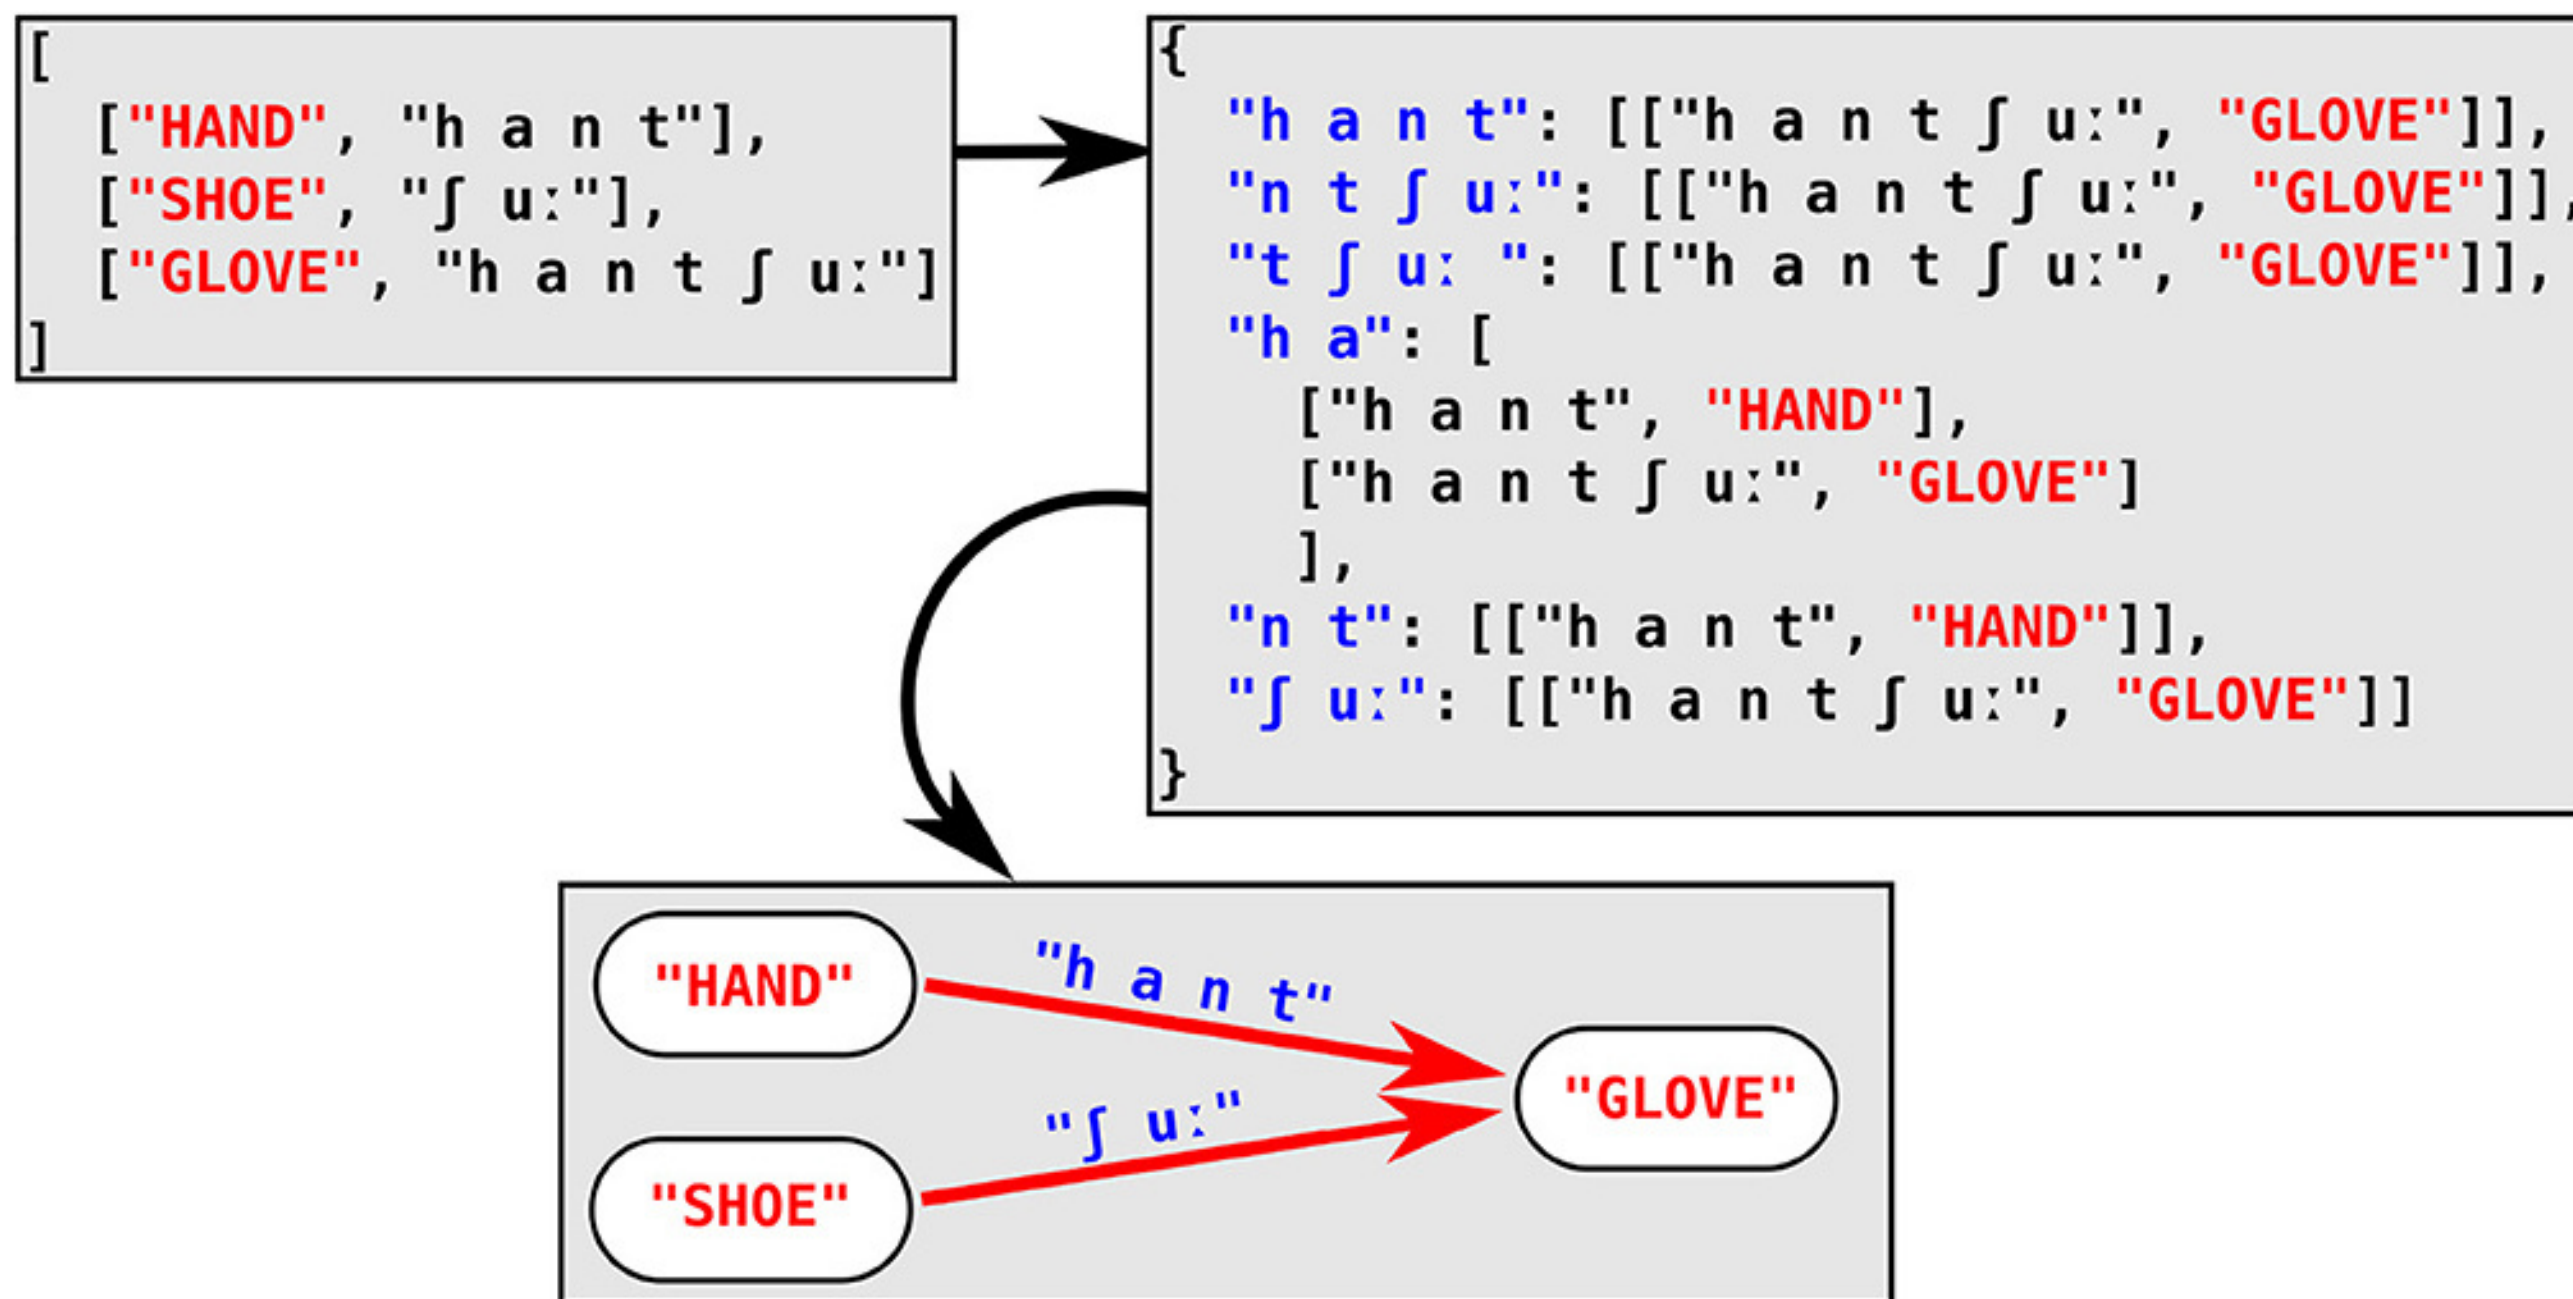 [
["HAND", "h a n t"],
["SHOE", "ʃ uː"],
["GLOVE", "h a n t ʃ uː"]
]
{
"h a n t": [["h a n t ʃ uː", "GLOVE"]],
"n t ʃ uː": [["h a n t ʃ uː", "GLOVE"]],
"t ʃ uː ": [["h a n t ʃ uː", "GLOVE"]],
"h a": [
["h a n t", "HAND"],
["h a n t ʃ uː", "GLOVE"]
],
"n t": [["h a n t", "HAND"]],
"ʃ uː": [["h a n t ʃ uː", "GLOVE"]]
}
"HAND"
"h a n t"
"GLOVE"
"ʃ uː"
"SHOE"